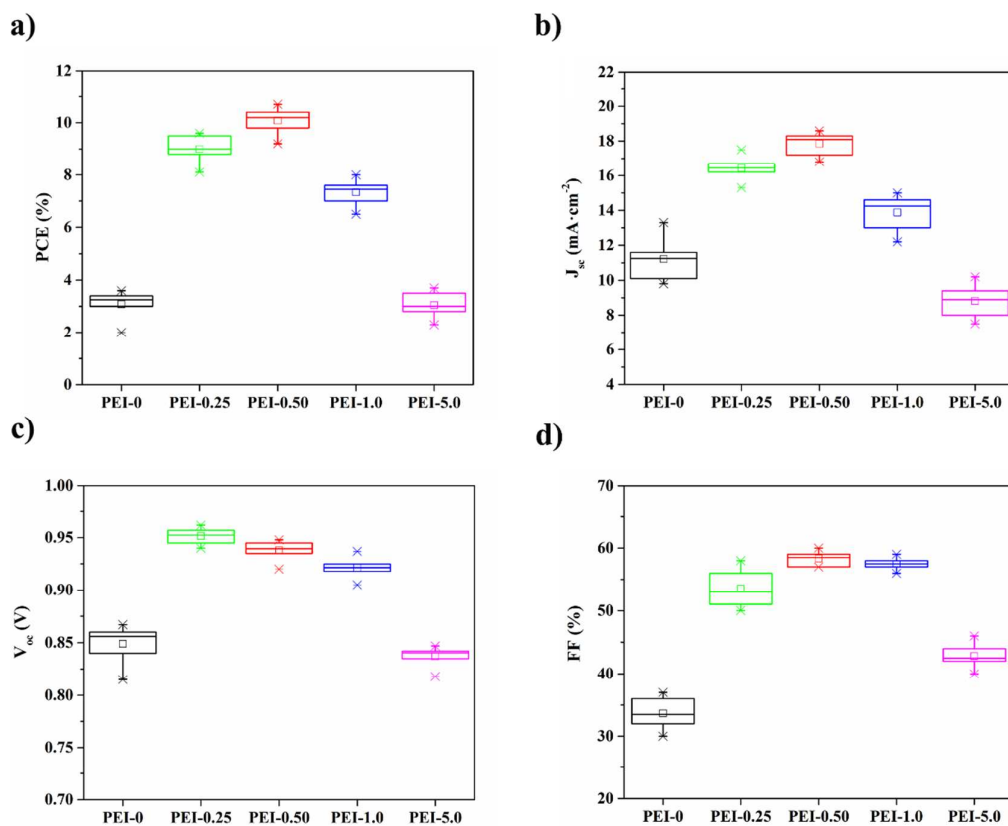 a)
PCE (%)
12
10
8
6
4
2
0
PEI-0 PEI-0.25 PEI-0.50 PEI-1.0 PEI-5.0
b)
Jsc (mA·cm-2)
22
20
18
16
14
12
10
8
6
4
PEI-0 PEI-0.25 PEI-0.50 PEI-1.0 PEI-5.0
c)
Voc (V)
1.00
0.95
0.90
0.85
0.80
0.75
0.70
PEI-0 PEI-0.25 PEI-0.50 PEI-1.0 PEI-5.0
d)
FF (%)
70
60
50
40
30
20
PEI-0 PEI-0.25 PEI-0.50 PEI-1.0 PEI-5.0